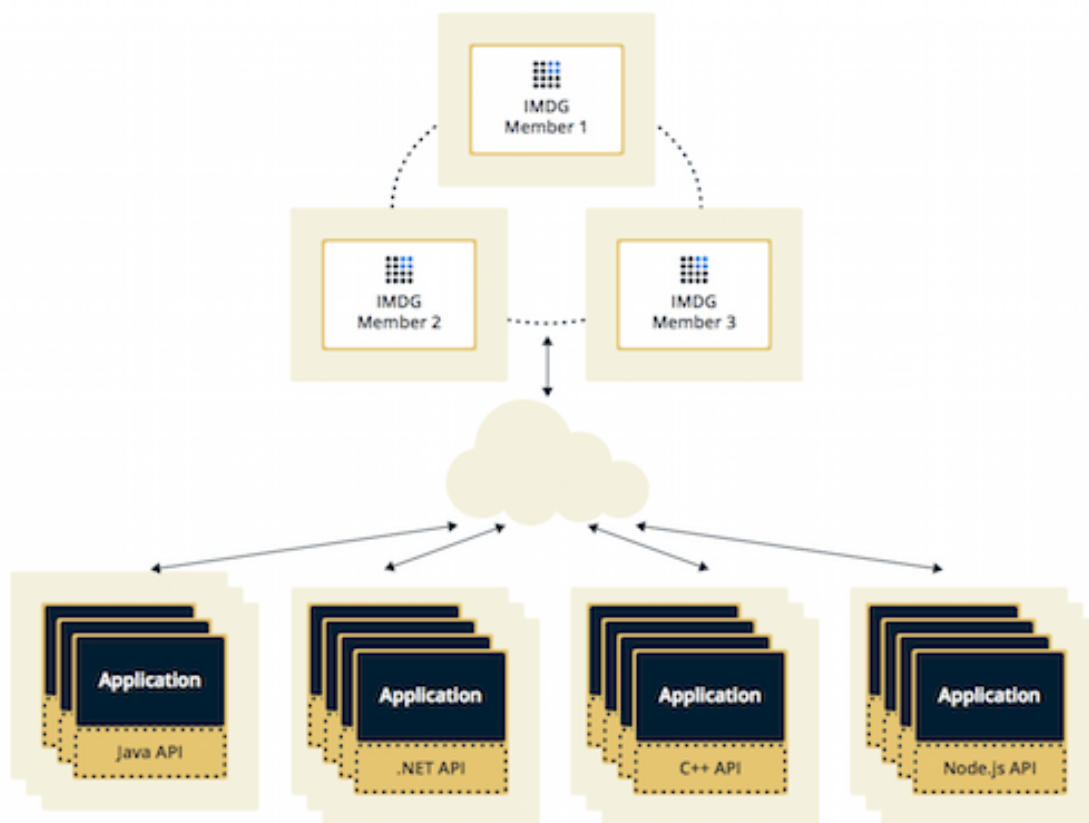 IMDG
Member 1
IMDG
Member 2
IMDG
Member 3
Application
Java API
Application
.NET API
Application
C++ API
Application
Node.js API